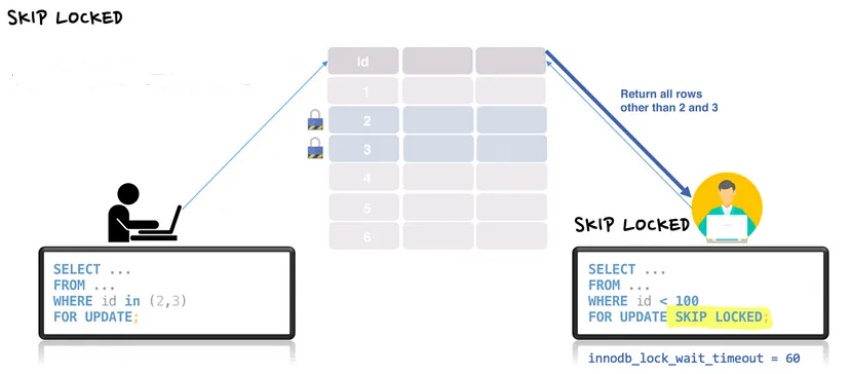 SKIP LOCKED
id
1
2
3
4
5
6
Return all rows
other than 2 and 3
SKIP LOCKED
SELECT ...
FROM ...
WHERE id in (2,3)
FOR UPDATE;
SELECT ...
FROM ...
WHERE id < 100
FOR UPDATE SKIP LOCKED;
innodb_lock_wait_timeout = 60